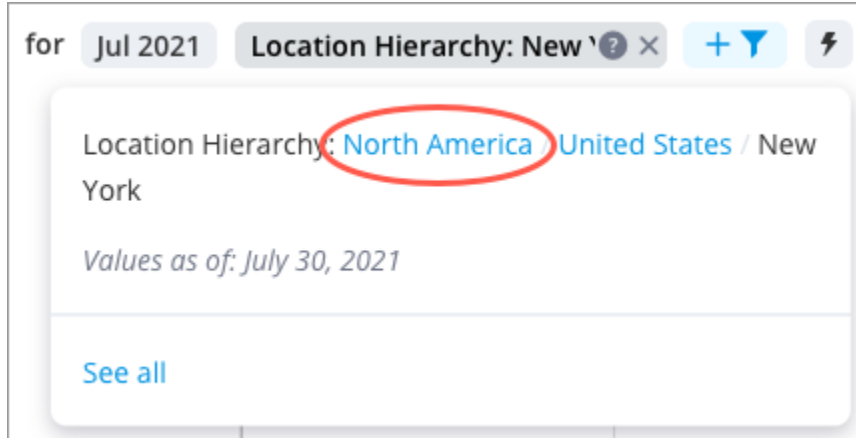 for Jul 2021 Location Hierarchy: New
Location Hierarchy: North America / United States / New
York
Values as of: July 30, 2021
See all